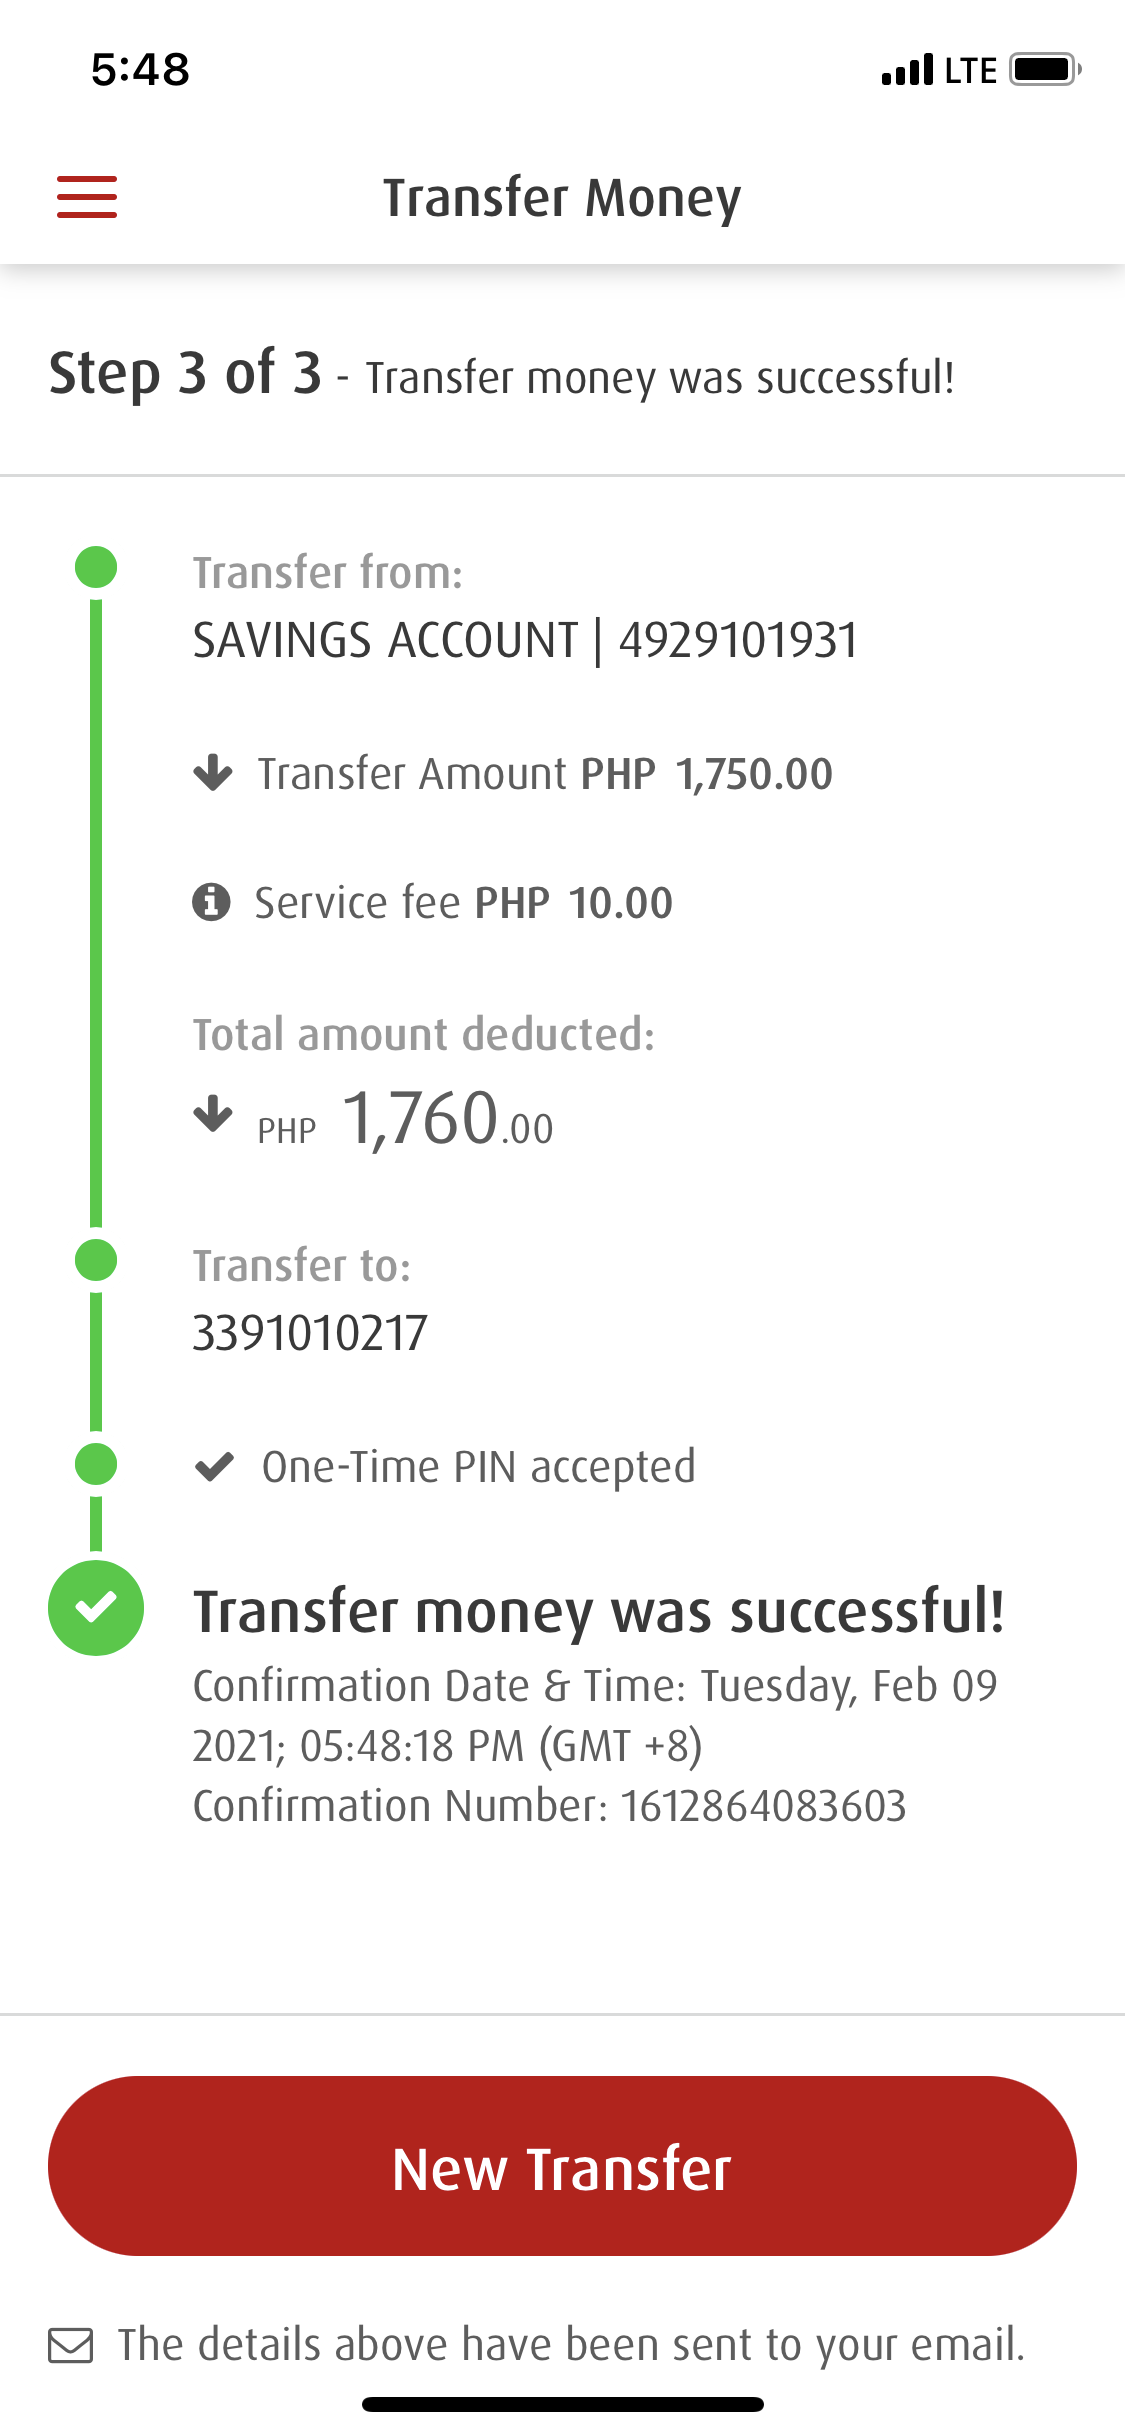 5:48
LTE
Transfer Money
Step 3 of 3 - Transfer money was successful!
Transfer from:
SAVINGS ACCOUNT | 4929101931
Transfer Amount PHP 1,750.00
Service fee PHP 10.00
Total amount deducted:
PHP 1,760.00
Transfer to:
3391010217
One-Time PIN accepted
Transfer money was successful!
Confirmation Date & Time: Tuesday, Feb 09
2021; 05:48:18 PM (GMT +8)
Confirmation Number: 1612864083603
New Transfer
The details above have been sent to your email.